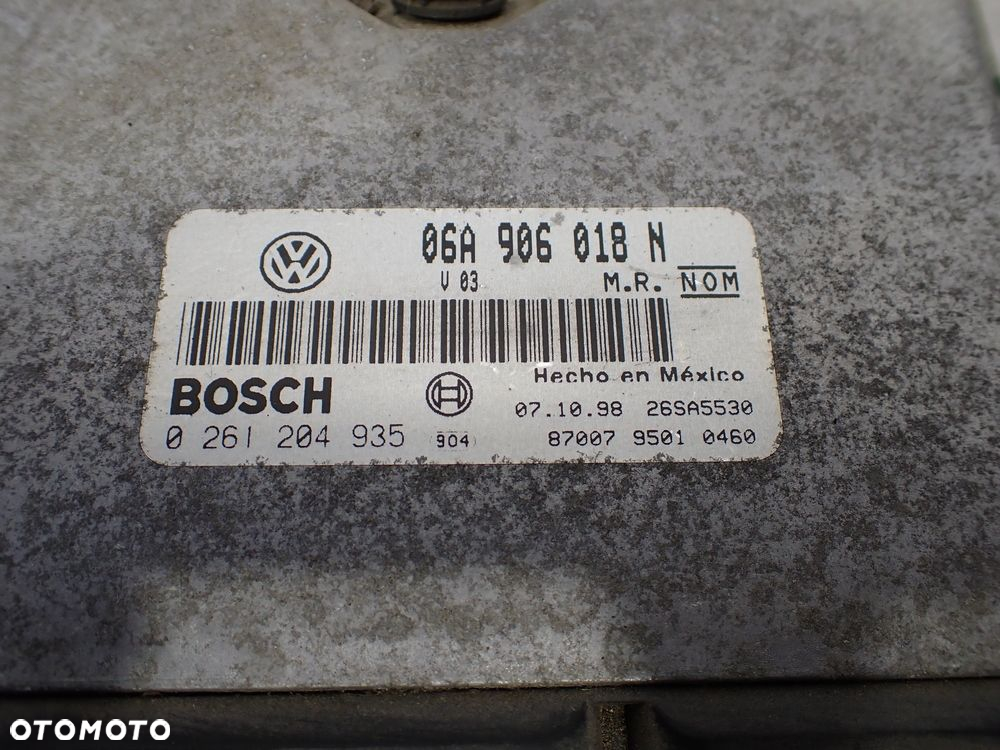 06A 906 018 N
V 03 M.R. NOM
Hecho en México
BOSCH 07.10.98 26SA5530
0 261 204 935 904 87007 9501 0460
OTOMOTO